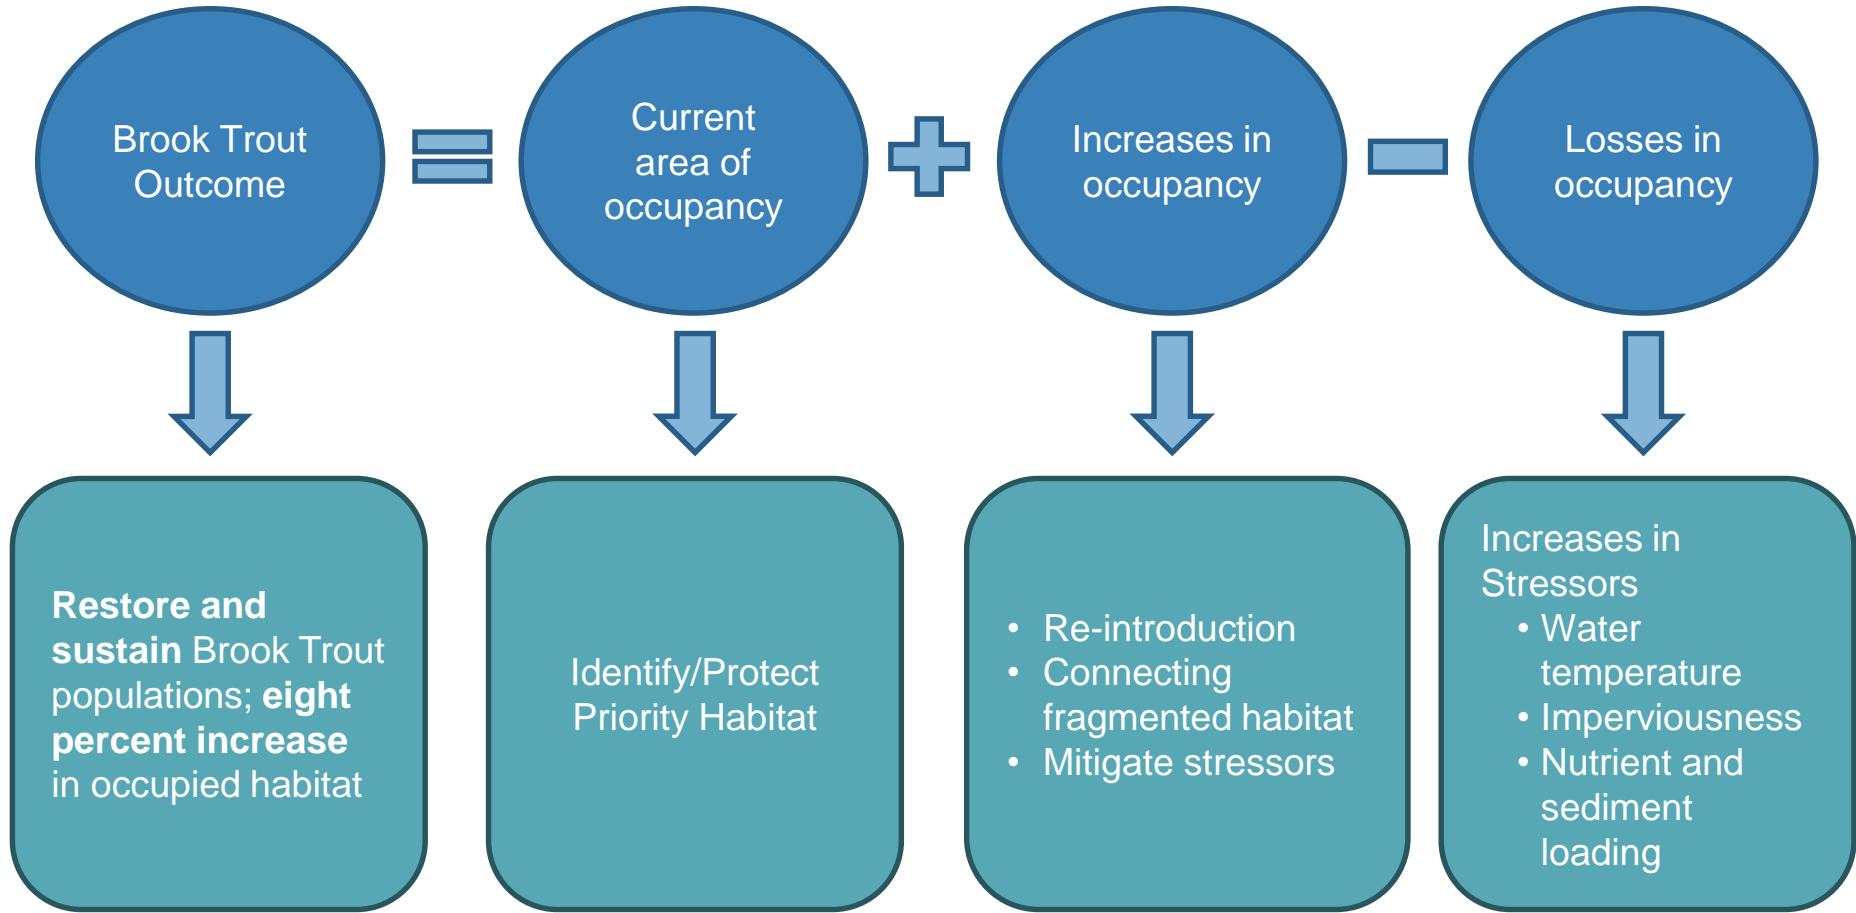 Brook Trout
Outcome
Current
area of
occupancy
Increases in
occupancy
Losses in
occupancy
Restore and
sustain Brook Trout
populations; eight
percent increase
in occupied habitat
Identify/Protect
Priority Habitat
• Re-introduction
• Connecting
fragmented habitat
• Mitigate stressors
Increases in
Stressors
• Water
temperature
• Imperviousness
• Nutrient and
sediment
loading